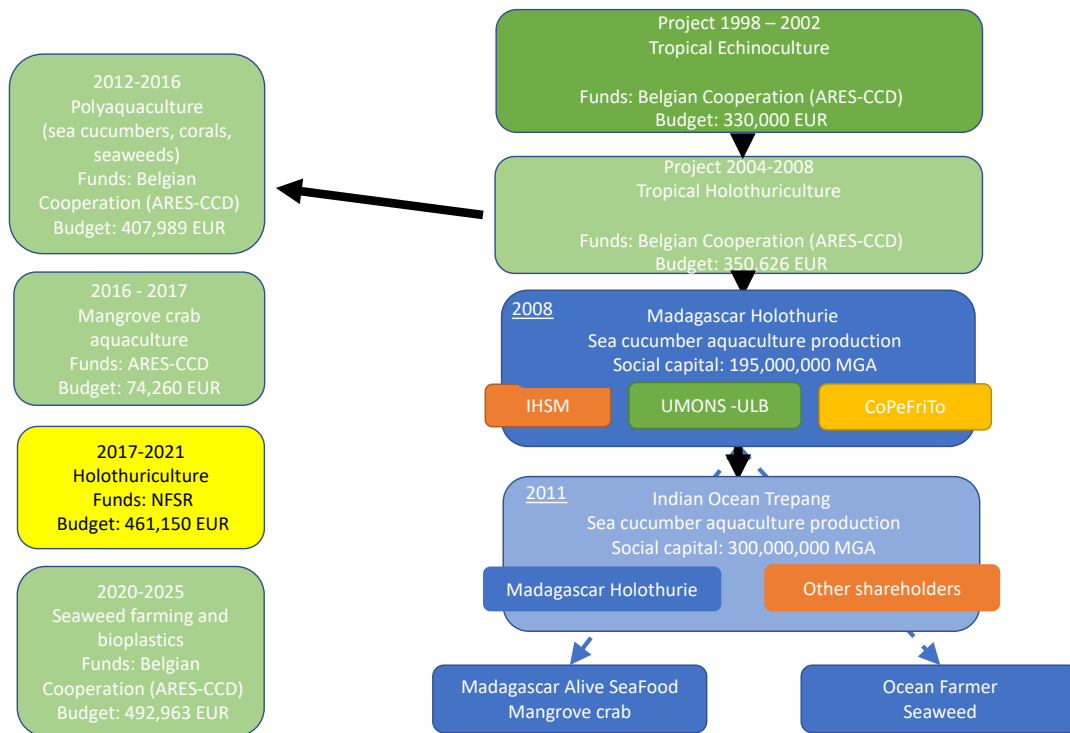 Project 1998 – 2002
Tropical Echinoculture
Funds: Belgian Cooperation (ARES-CCD)
Budget: 330,000 EUR
Project 2004-2008
Tropical Holothuriculture
Funds: Belgian Cooperation (ARES-CCD)
Budget: 350,626 EUR
2008
Madagascar Holothurie
Sea cucumber aquaculture production
Social capital: 195,000,000 MGA
IHSM
UMONS -ULB
CoPeFriTo
2011
Indian Ocean Trepang
Sea cucumber aquaculture production
Social capital: 300,000,000 MGA
Madagascar Holothurie
Other shareholders
Madagascar Alive SeaFood
Mangrove crab
Ocean Farmer
Seaweed
2012-2016
Polyaquaculture
(sea cucumbers, corals,
seaweeds)
Funds: Belgian
Cooperation (ARES-CCD)
Budget: 407,989 EUR
2016 - 2017
Mangrove crab
aquaculture
Funds: ARES-CCD
Budget: 74,260 EUR
2017-2021
Holothuriculture
Funds: NFSR
Budget: 461,150 EUR
2020-2025
Seaweed farming and
bioplastics
Funds: Belgian
Cooperation (ARES-CCD)
Budget: 492,963 EUR